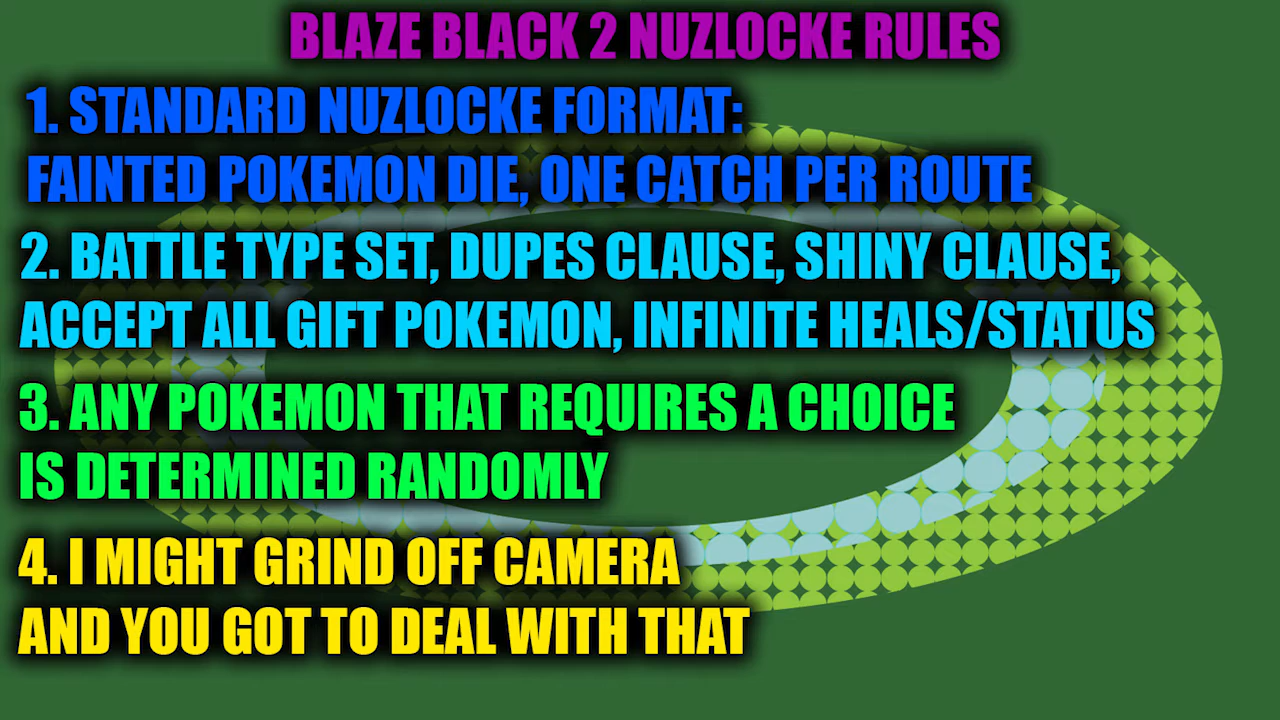 BLAZE BLACK 2 NUZLOCKE RULES
1. STANDARD NUZLOCKE FORMAT:
FAINTED POKEMON DIE, ONE CATCH PER ROUTE
2. BATTLE TYPE SET, DUPES CLAUSE, SHINY CLAUSE,
ACCEPT ALL GIFT POKEMON, INFINITE HEALS/STATUS
3. ANY POKEMON THAT REQUIRES A CHOICE
IS DETERMINED RANDOMLY
4. I MIGHT GRIND OFF CAMERA
AND YOU GOT TO DEAL WITH THAT